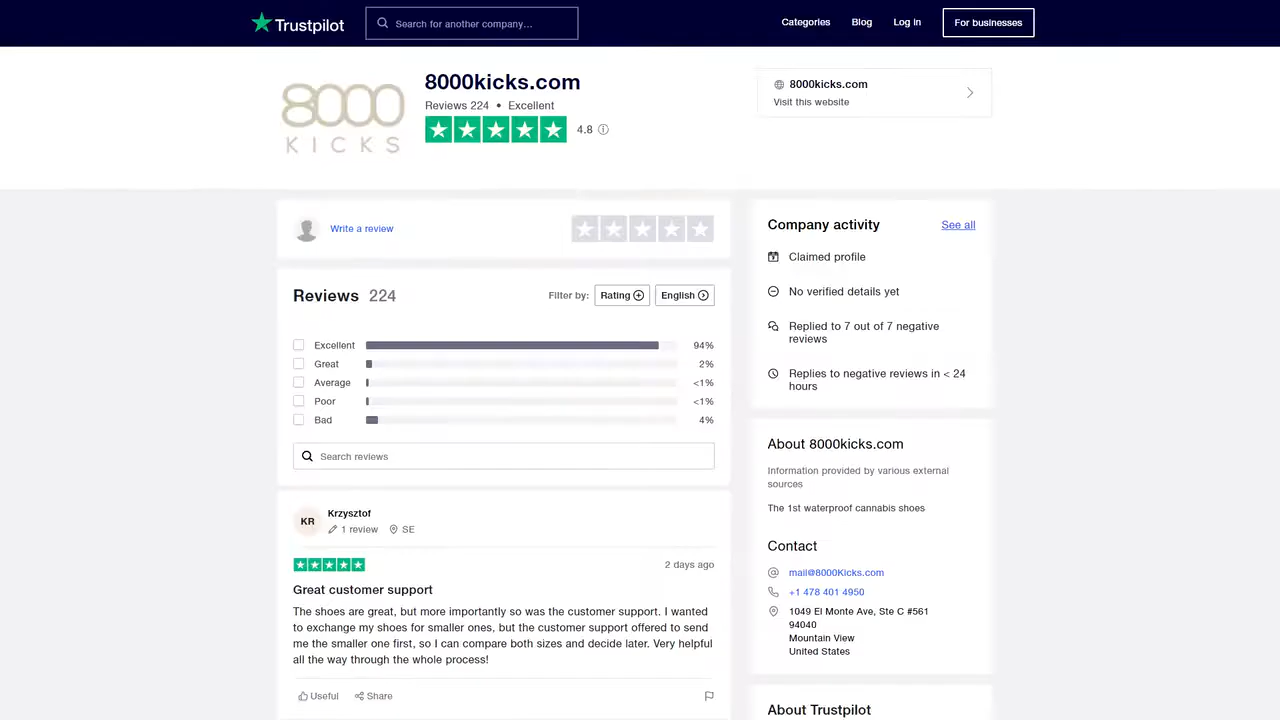 Trustpilot
Search for another company...
Categories
Blog
Log in
For businesses
8000
KICKS
8000kicks.com
Reviews 224 • Excellent
4.8
8000kicks.com
Visit this website
Write a review
Reviews 224
Filter by:
Rating
English
Excellent 94%
Great 2%
Average <1%
Poor <1%
Bad 4%
Search reviews
KR
Krzysztof
1 review
SE
2 days ago
Great customer support
The shoes are great, but more importantly so was the customer support. I wanted
to exchange my shoes for smaller ones, but the customer support offered to send
me the smaller one first, so I can compare both sizes and decide later. Very helpful
all the way through the whole process!
Useful
Share
Company activity
See all
Claimed profile
No verified details yet
Replied to 7 out of 7 negative
reviews
Replies to negative reviews in < 24
hours
About 8000kicks.com
Information provided by various external
sources
The 1st waterproof cannabis shoes
Contact
mail@8000Kicks.com
+1 478 401 4950
1049 El Monte Ave, Ste C #561
94040
Mountain View
United States
About Trustpilot